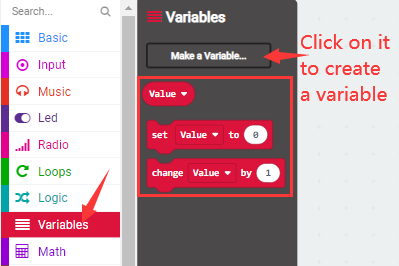 Search...
Basic
Input
Music
Led
Radio
Loops
Logic
Variables
Math
Variables
Make a Variable...
Value
set Value to 0
change Value by 1
Click on it
to create
a variable